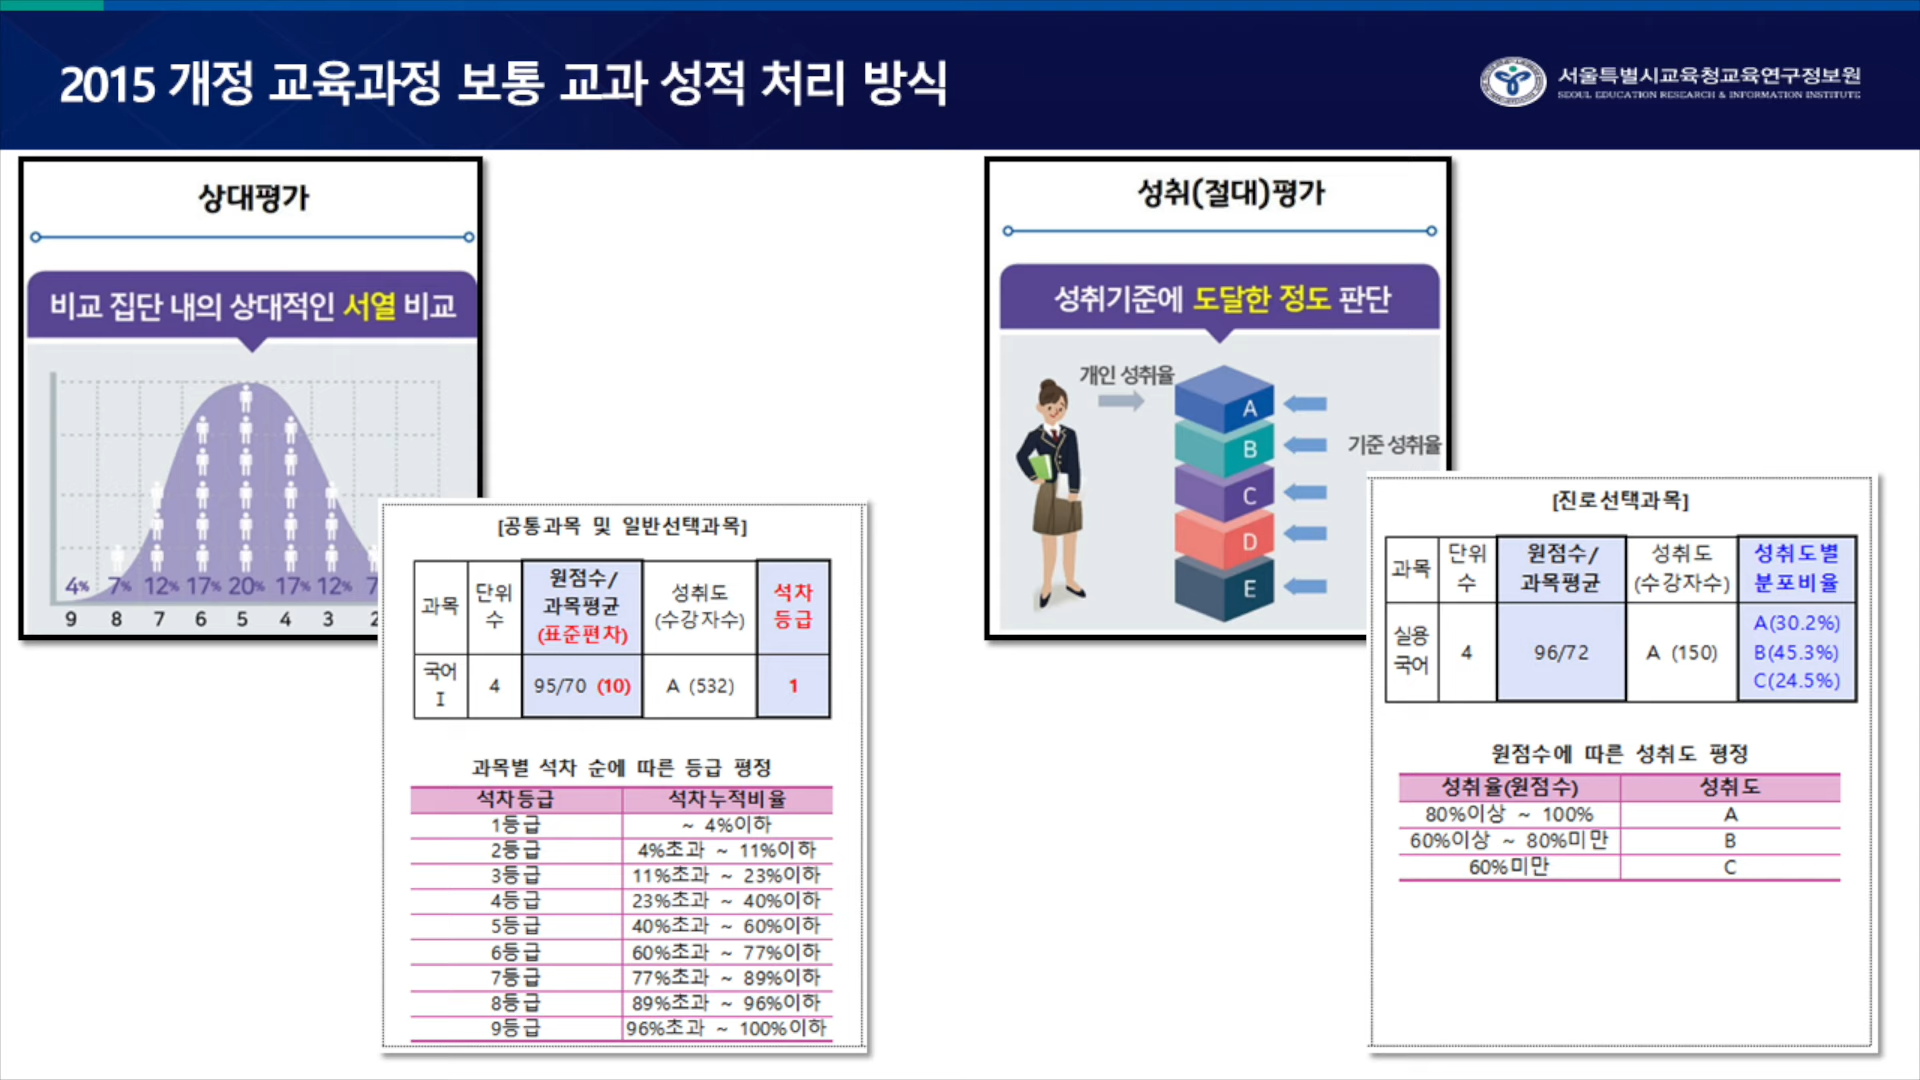 2015 개정 교육과정 보통 교과 성적 처리 방식
서울특별시교육청교육연구정보원
SEOUL EDUCATION RESEARCH & INFORMATION INSTITUTE
상대평가
비교 집단 내의 상대적인 서열 비교
4% 7% 12% 17% 20% 17% 12% 7
9 8 7 6 5 4 3 2
[공통과목 및 일반선택과목]
과목 단위수 원점수/과목평균(표준편차) 성취도(수강자수) 석차등급
국어 I 4 95/70 (10) A (532) 1
과목별 석차 순에 따른 등급 평정
석차등급 석차누적비율
1등급 ~ 4%이하
2등급 4%초과 ~ 11%이하
3등급 11%초과 ~ 23%이하
4등급 23%초과 ~ 40%이하
5등급 40%초과 ~ 60%이하
6등급 60%초과 ~ 77%이하
7등급 77%초과 ~ 89%이하
8등급 89%초과 ~ 96%이하
9등급 96%초과 ~ 100%이하
성취(절대)평가
성취기준에 도달한 정도 판단
개인 성취율
A
B
기준 성취율
C
D
E
[진로선택과목]
과목 단위수 원점수/과목평균 성취도(수강자수) 성취도별 분포비율
실용국어 4 96/72 A (150) A(30.2%)
B(45.3%)
C(24.5%)
원점수에 따른 성취도 평정
성취율(원점수) 성취도
80%이상 ~ 100% A
60%이상 ~ 80%미만 B
60%미만 C